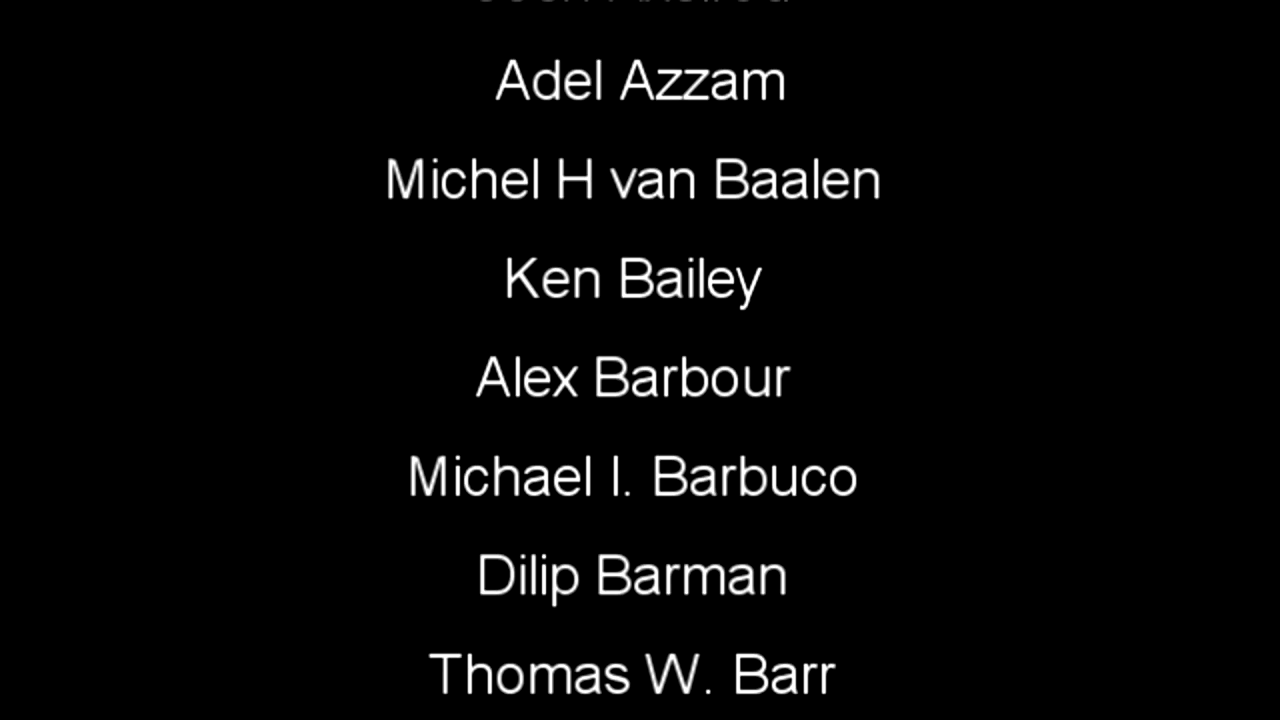 Adel Azzam
Michel H van Baalen
Ken Bailey
Alex Barbour
Michael I. Barbuco
Dilip Barman
Thomas W. Barr